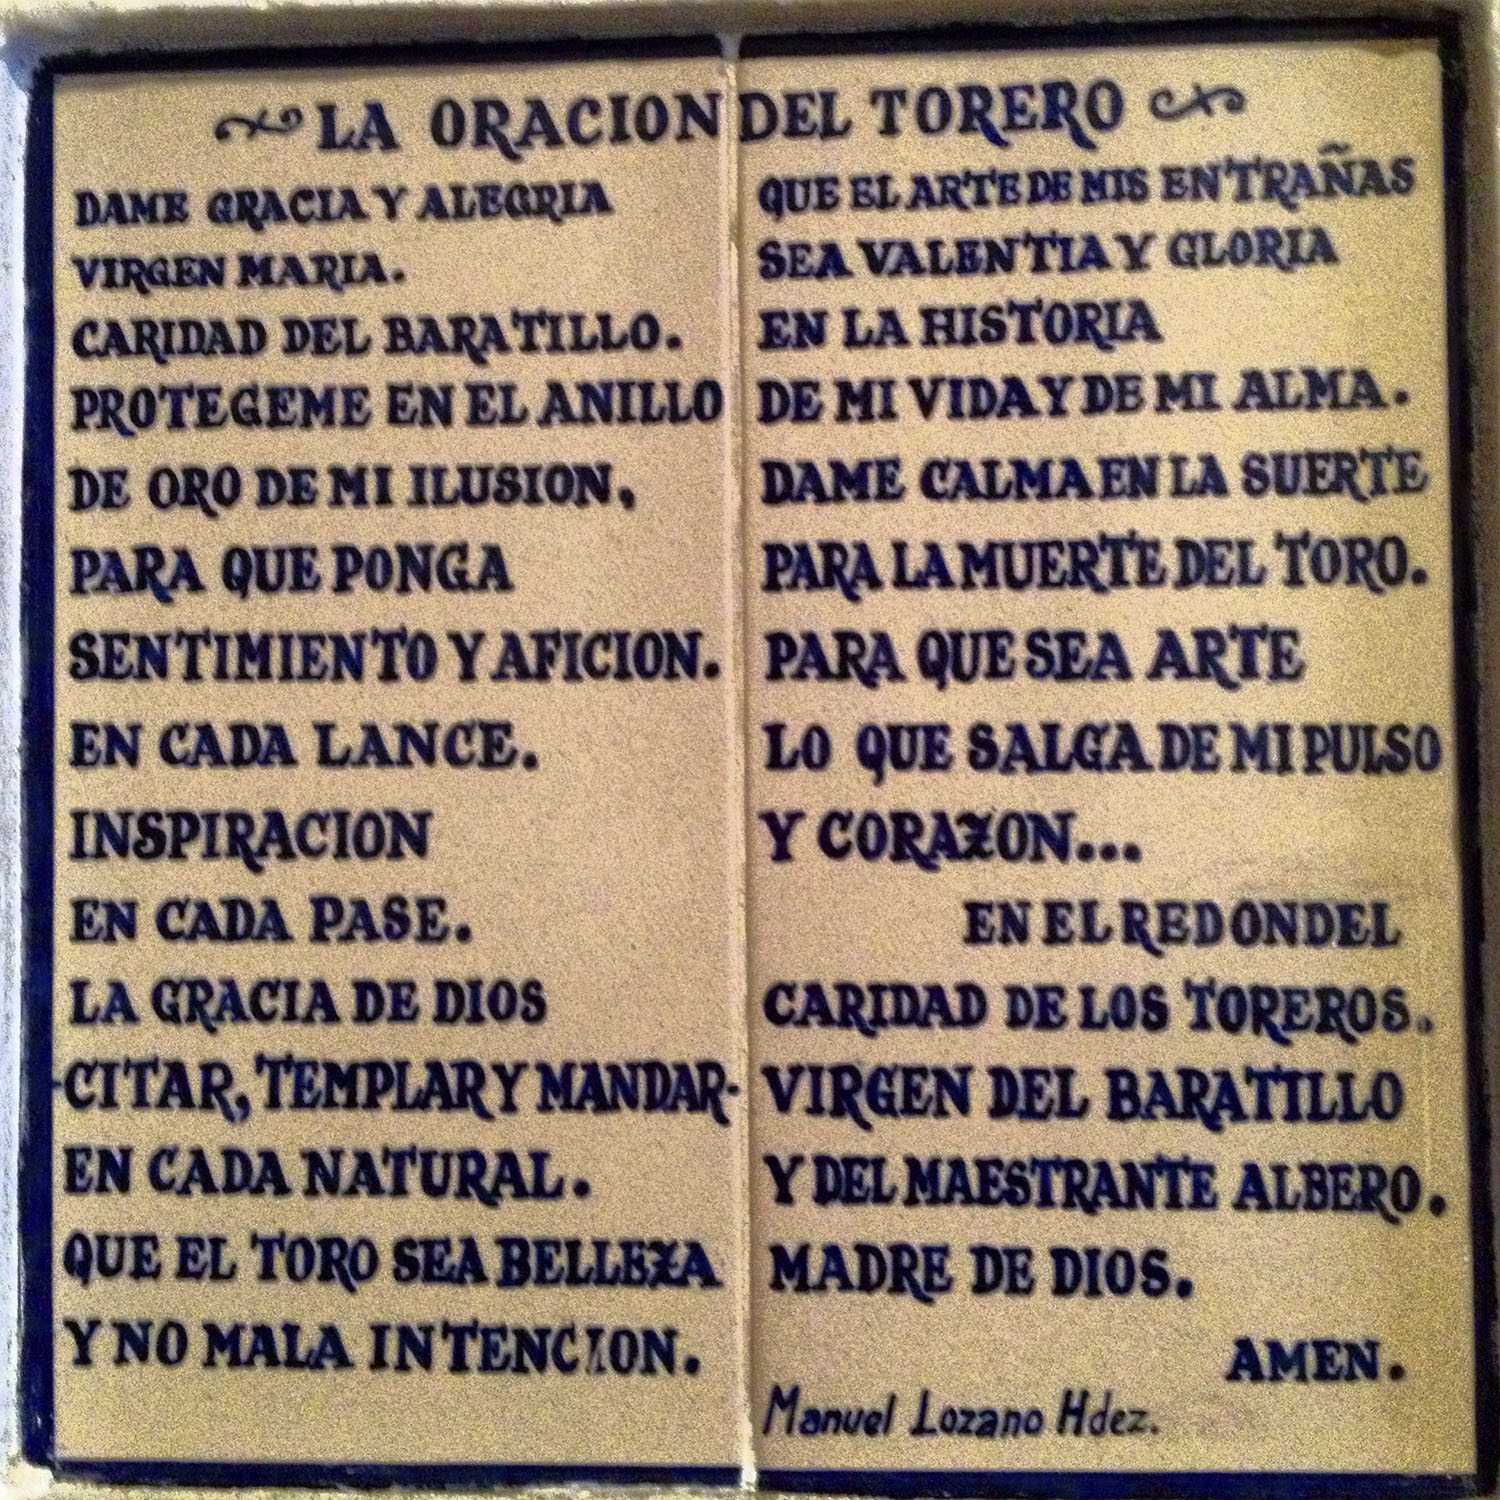 LA ORACION DEL TORERO
DAME GRACIA Y ALEGRIA
VIRGEN MARIA.
CARIDAD DEL BARATILLO.
PROTEGEME EN EL ANILLO
DE ORO DE MI ILUSION,
PARA QUE PONGA
SENTIMIENTO Y AFICION.
EN CADA LANCE.
INSPIRACION
EN CADA PASE.
LA GRACIA DE DIOS
-CITAR, TEMPLAR Y MANDAR-
EN CADA NATURAL.
QUE EL TORO SEA BELLEZA
Y NO MALA INTENCION.
QUE EL ARTE DE MIS ENTRAÑAS
SEA VALENTIA Y GLORIA
EN LA HISTORIA
DE MI VIDA Y DE MI ALMA.
DAME CALMA EN LA SUERTE
PARA LA MUERTE DEL TORO.
PARA QUE SEA ARTE
LO QUE SALGA DE MI PULSO
Y CORAZON...
EN EL REDONDEL
CARIDAD DE LOS TOREROS.
VIRGEN DEL BARATILLO
Y DEL MAESTRANTE ALBERO.
MADRE DE DIOS.
AMEN.
Manuel Lozano Hdez.